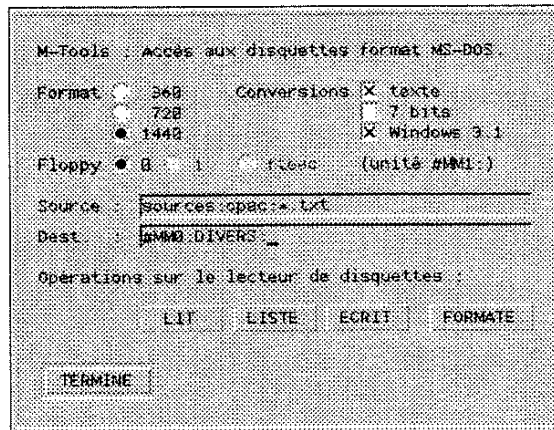 M-Tools : Accès aux disquettes format MS-DOS.
Format 360 Conversions X texte
720 7 bits
1440 X Windows 3.1
Floppy 0 1 (unité #MM1:)
Source : sources:opac:*.txt
Dest : #MM0:DIVERS:_
Opérations sur le lecteur de disquettes :
LIT LISTE ECRIT FORMATE
TERMINE